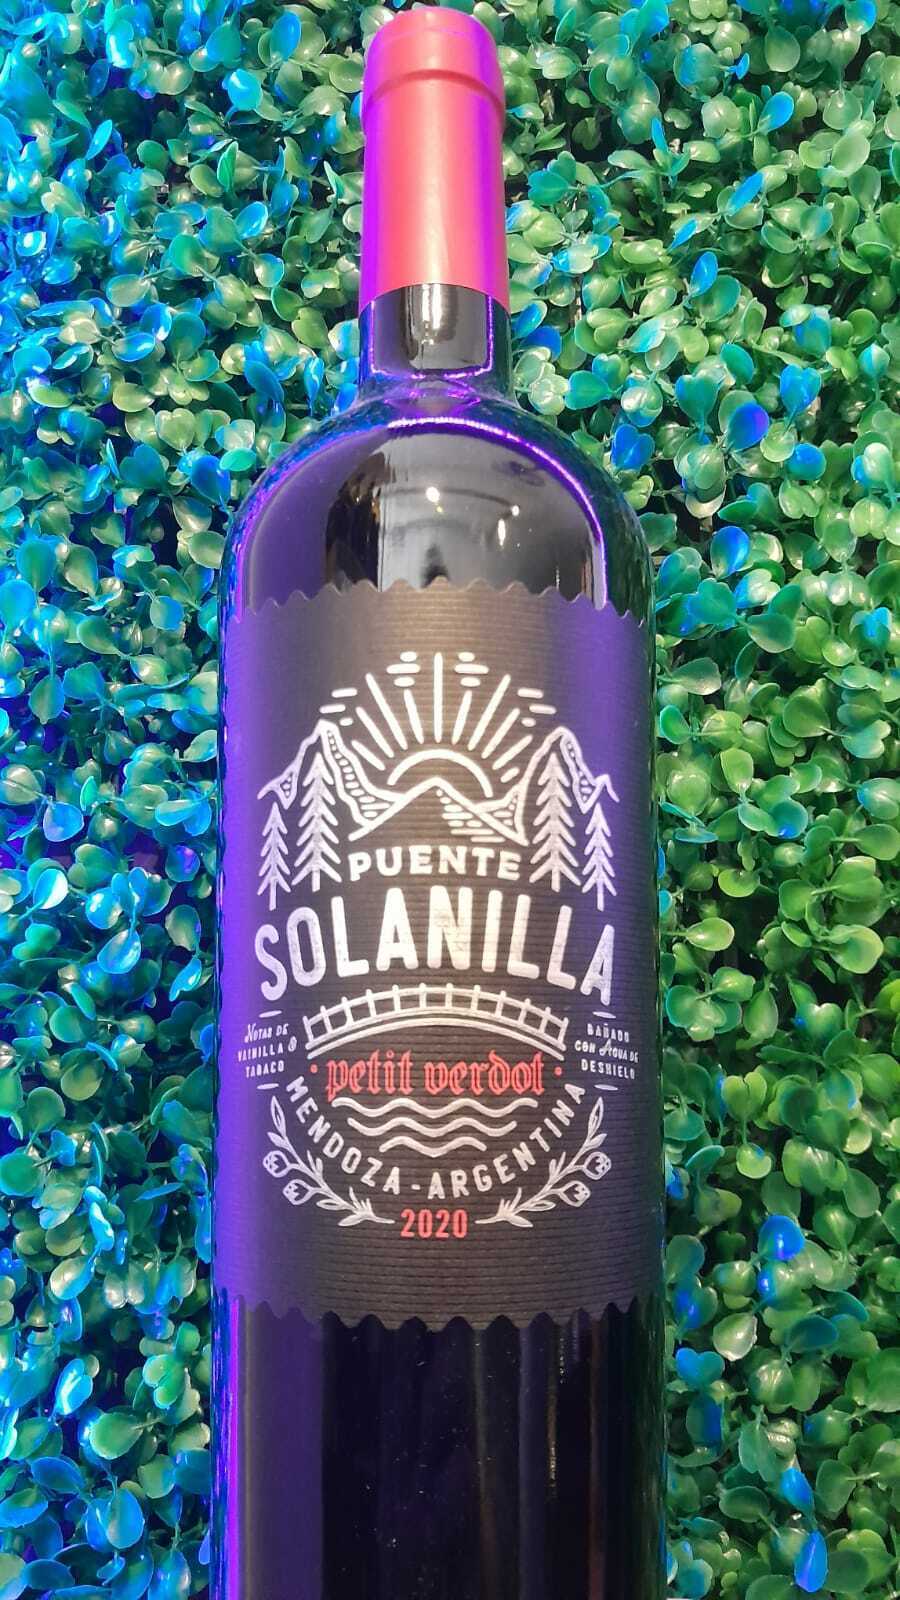 PUENTE
SOLANILLA
NOTAS DE
VAINILLA &
TABACO
BAÑADO
CON AGUA DE
DESHIELO
petit verdot
MENDOZA-ARGENTINA
2020